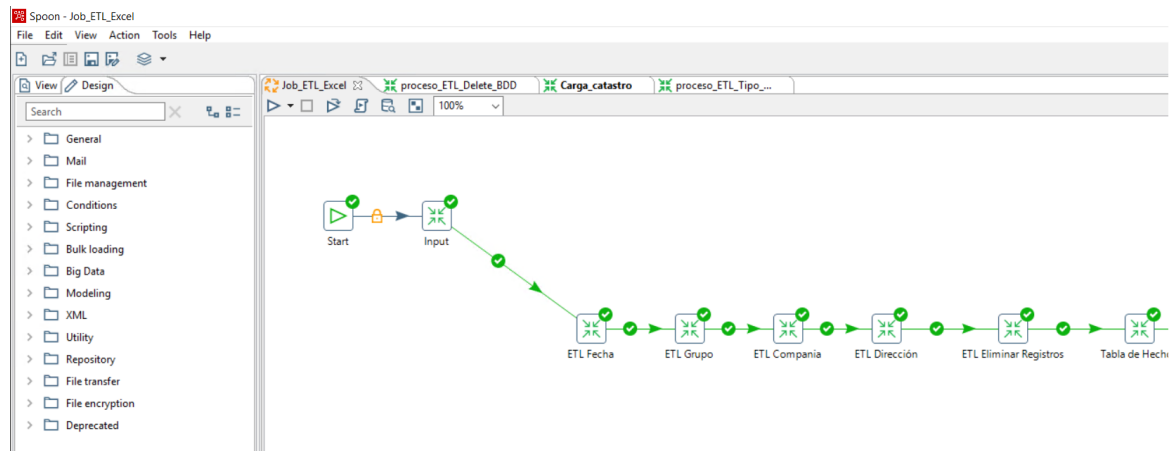 Spoon - Job_ETL_Excel
File Edit View Action Tools Help
View Design
Search
General
Mail
File management
Conditions
Scripting
Bulk loading
Big Data
Modeling
XML
Utility
Repository
File transfer
File encryption
Deprecated
Job_ETL_Excel proceso_ETL_Delete_BDD Carga_catastro proceso_ETL_Tipo_...
100%
Start Input
ETL Fecha ETL Grupo ETL Compania ETL Dirección ETL Eliminar Registros Tabla de Hech